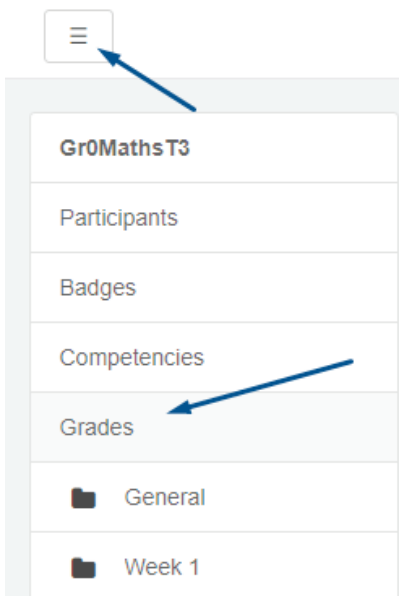 Gr0MathsT3
Participants
Badges
Competencies
Grades
General
Week 1